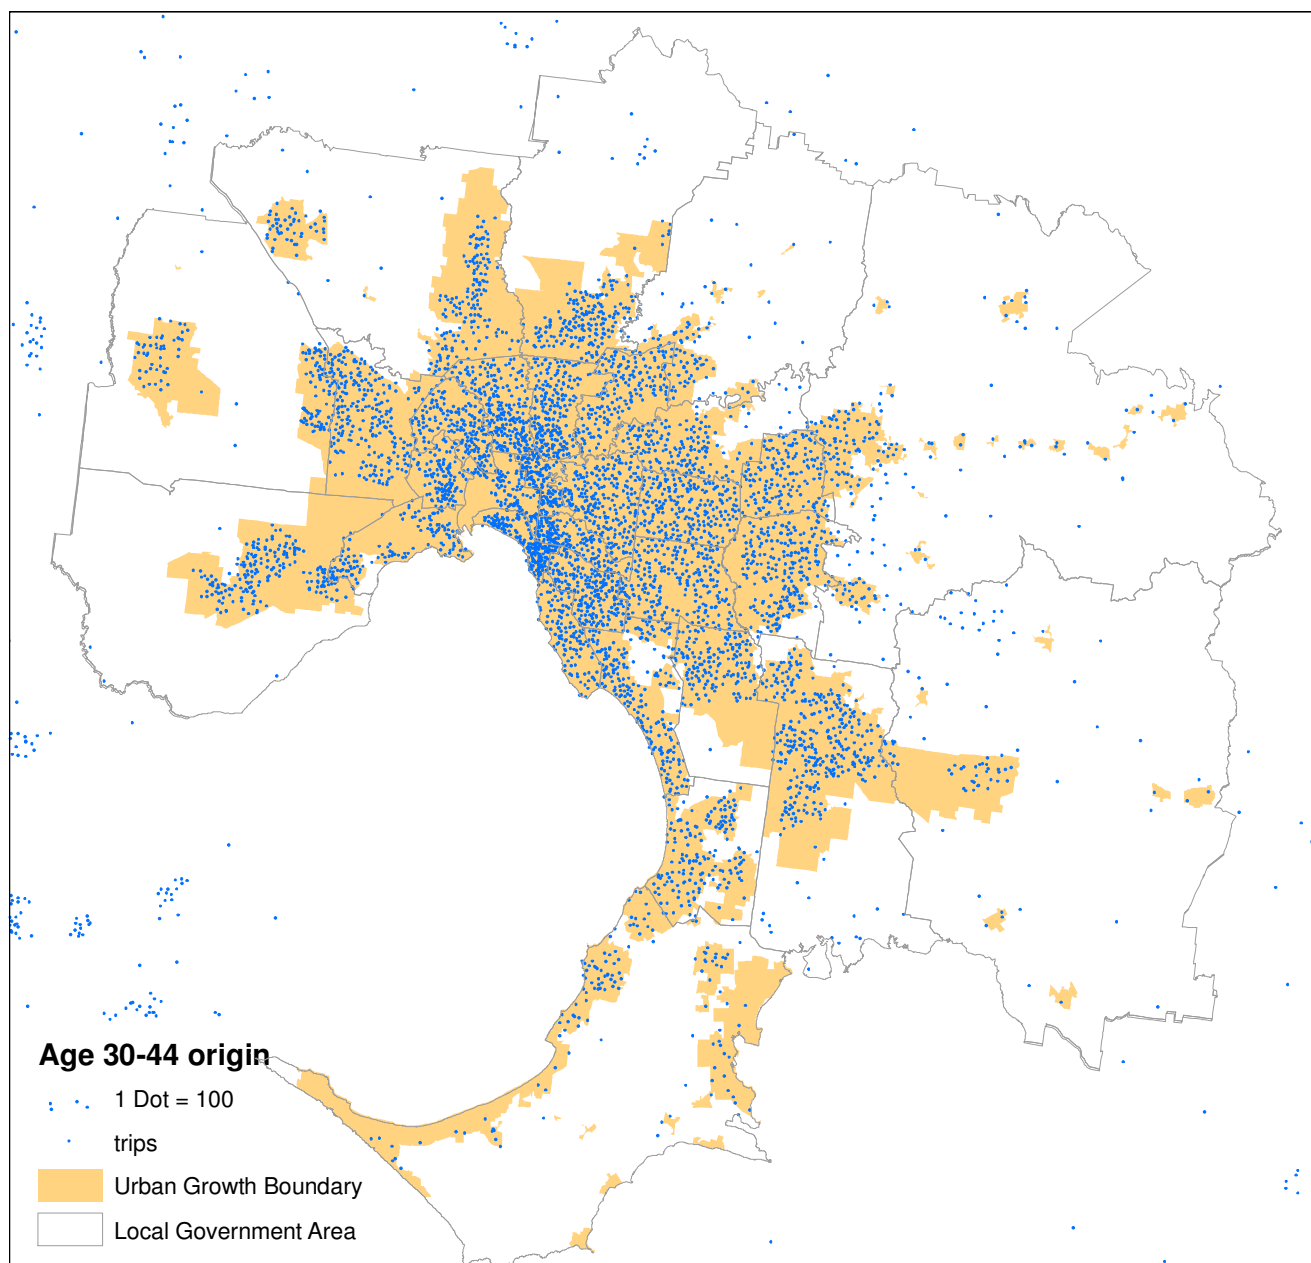 Age 30-44 origin
1 Dot = 100
trips
Urban Growth Boundary
Local Government Area